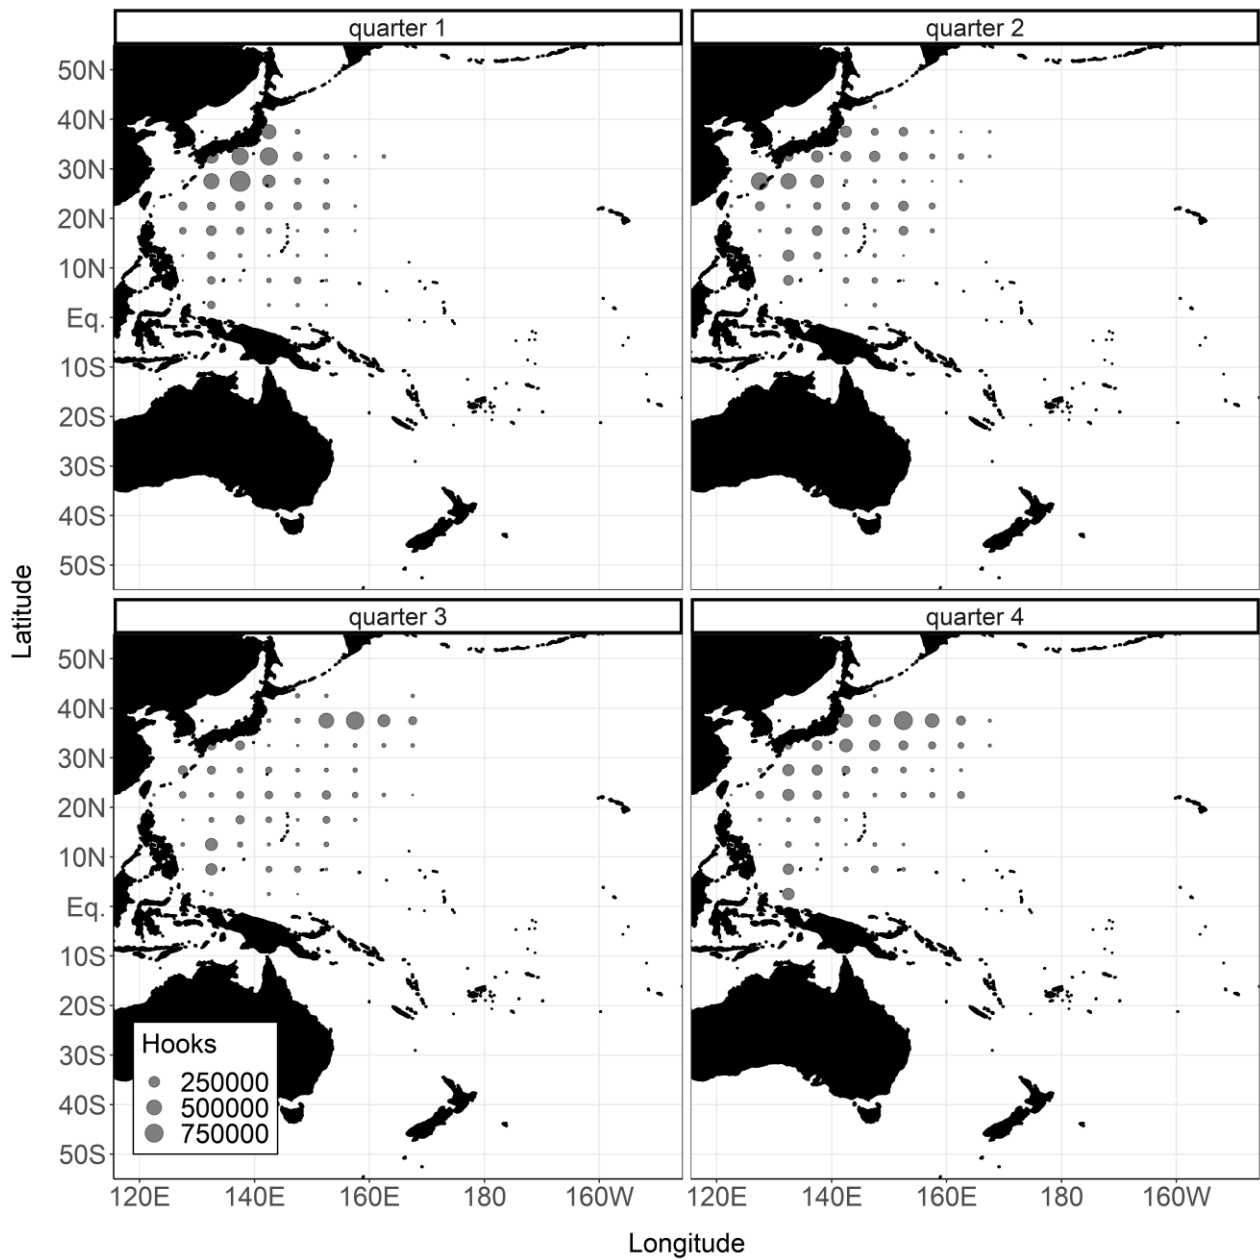 quarter 1
quarter 2
50N
40N
30N
20N
10N
Eq.
10S
20S
30S
40S
50S
quarter 3
quarter 4
50N
40N
30N
20N
10N
Eq.
10S
20S
30S
40S
50S
Latitude
Hooks
250000
500000
750000
120E 140E 160E 180 160W
120E 140E 160E 180 160W
Longitude